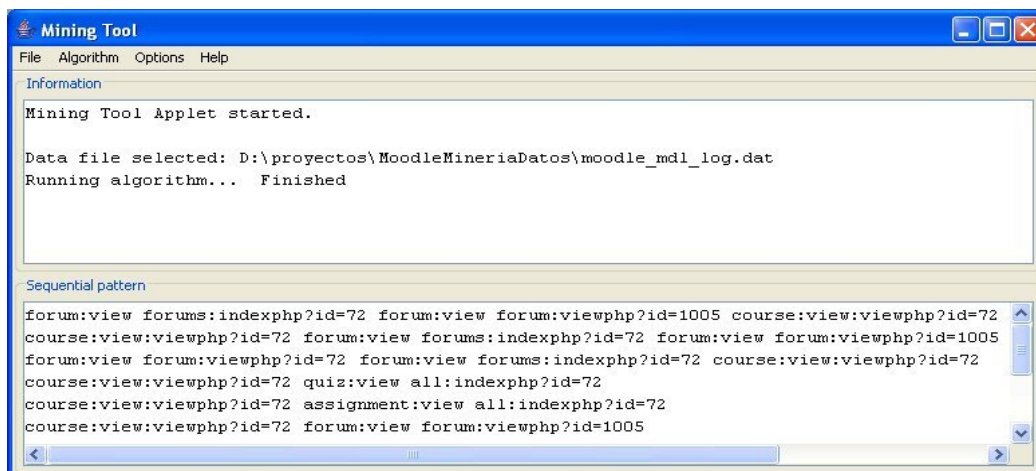 Mining Tool
File Algorithm Options Help
Information
Mining Tool Applet started.
Data file selected: D:\proyectos\MoodleMineriaDatos\moodle_mdl_log.dat
Running algorithm... Finished
Sequential pattern
forum:view forums:indexphp?id=72 forum:view forum:viewphp?id=1005 course:view:viewphp?id=72
course:view:viewphp?id=72 forum:view forums:indexphp?id=72 forum:view forum:viewphp?id=1005
forum:view forum:viewphp?id=72 forum:view forums:indexphp?id=72 course:view:viewphp?id=72
course:view:viewphp?id=72 quiz:view all:indexphp?id=72
course:view:viewphp?id=72 assignment:view all:indexphp?id=72
course:view:viewphp?id=72 forum:view forum:viewphp?id=1005